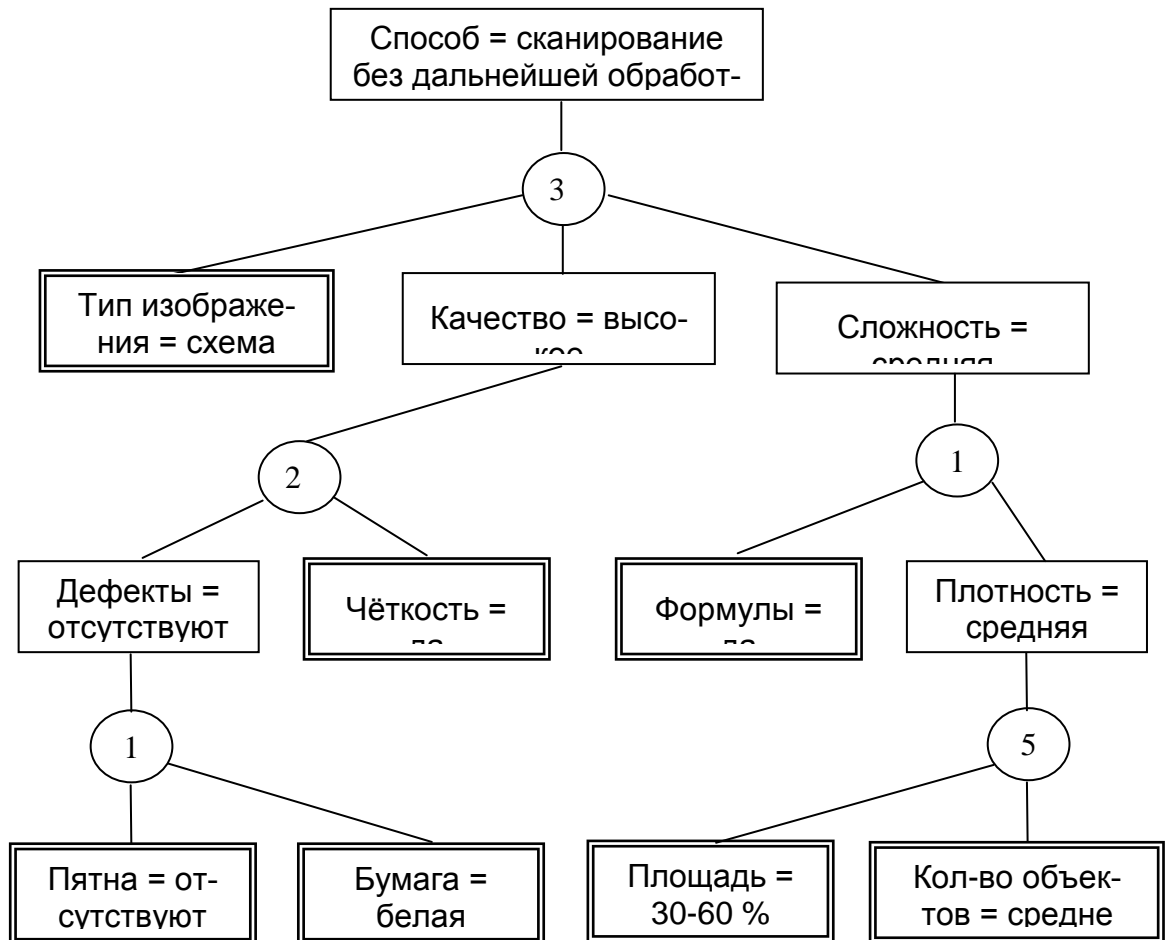 Способ = сканирование
без дальнейшей обработ-
3
Тип изображе-
ния = схема
Качество = высо-
Сложность =
средняя
2
1
Дефекты =
отсутствуют
Чёткость =
Формулы =
Плотность =
средняя
1
5
Пятна = от-
сутствуют
Бумага =
белая
Площадь =
30-60 %
Кол-во объек-
тов = средне